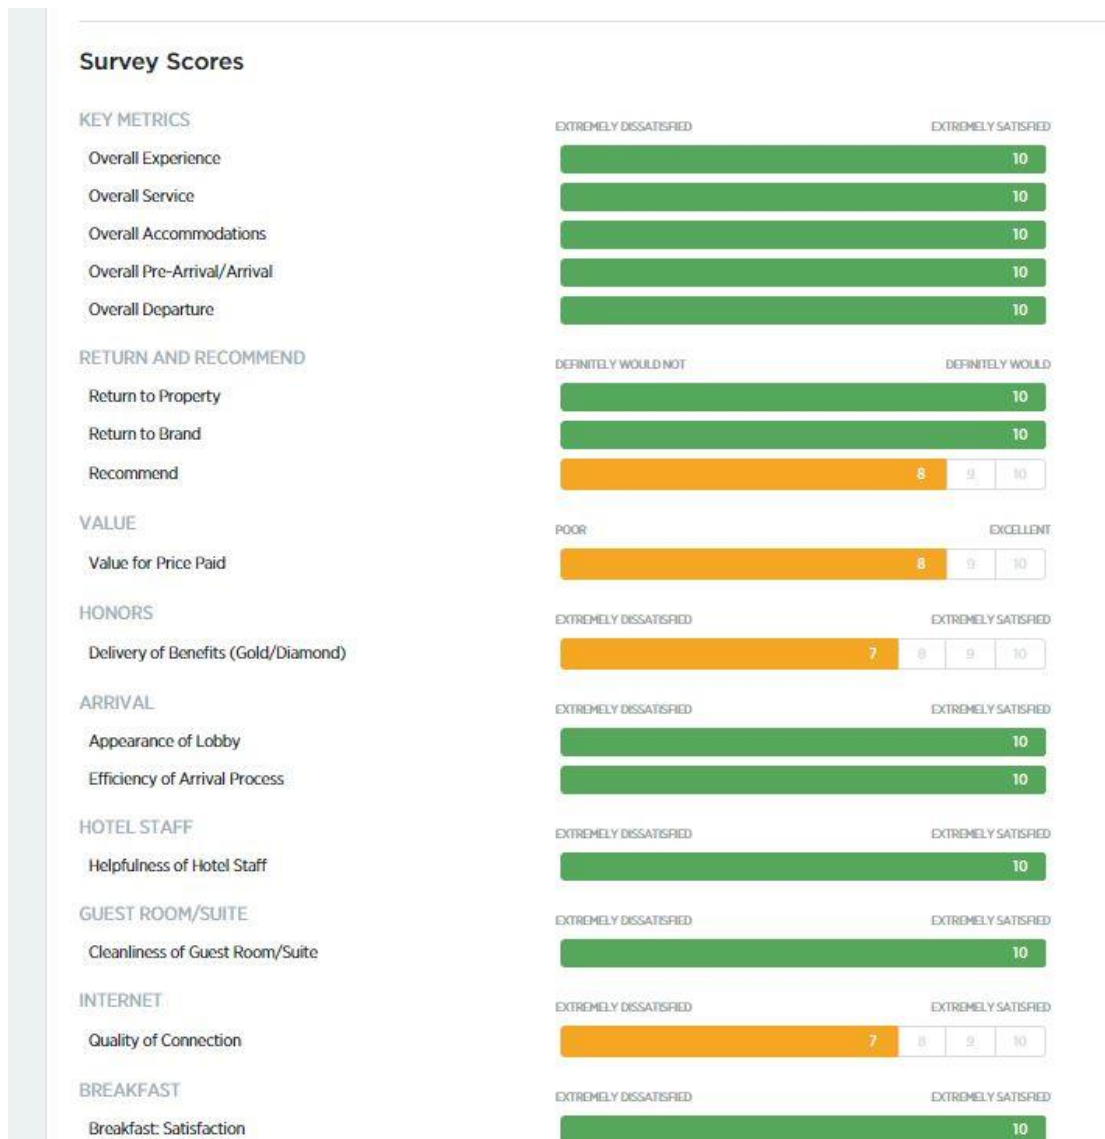 Survey Scores
KEY METRICS
EXTREMELY DISSATISFIED EXTREMELY SATISFIED
Overall Experience 10
Overall Service 10
Overall Accommodations 10
Overall Pre-Arrival/Arrival 10
Overall Departure 10
RETURN AND RECOMMEND
DEFINITELY WOULD NOT DEFINITELY WOULD
Return to Property 10
Return to Brand 10
Recommend 8 9 10
VALUE
POOR EXCELLENT
Value for Price Paid 8 9 10
HONORS
EXTREMELY DISSATISFIED EXTREMELY SATISFIED
Delivery of Benefits (Gold/Diamond) 7 8 9 10
ARRIVAL
EXTREMELY DISSATISFIED EXTREMELY SATISFIED
Appearance of Lobby 10
Efficiency of Arrival Process 10
HOTEL STAFF
EXTREMELY DISSATISFIED EXTREMELY SATISFIED
Helpfulness of Hotel Staff 10
GUEST ROOM/SUITE
EXTREMELY DISSATISFIED EXTREMELY SATISFIED
Cleanliness of Guest Room/Suite 10
INTERNET
EXTREMELY DISSATISFIED EXTREMELY SATISFIED
Quality of Connection 7 8 9 10
BREAKFAST
EXTREMELY DISSATISFIED EXTREMELY SATISFIED
Breakfast: Satisfaction 10